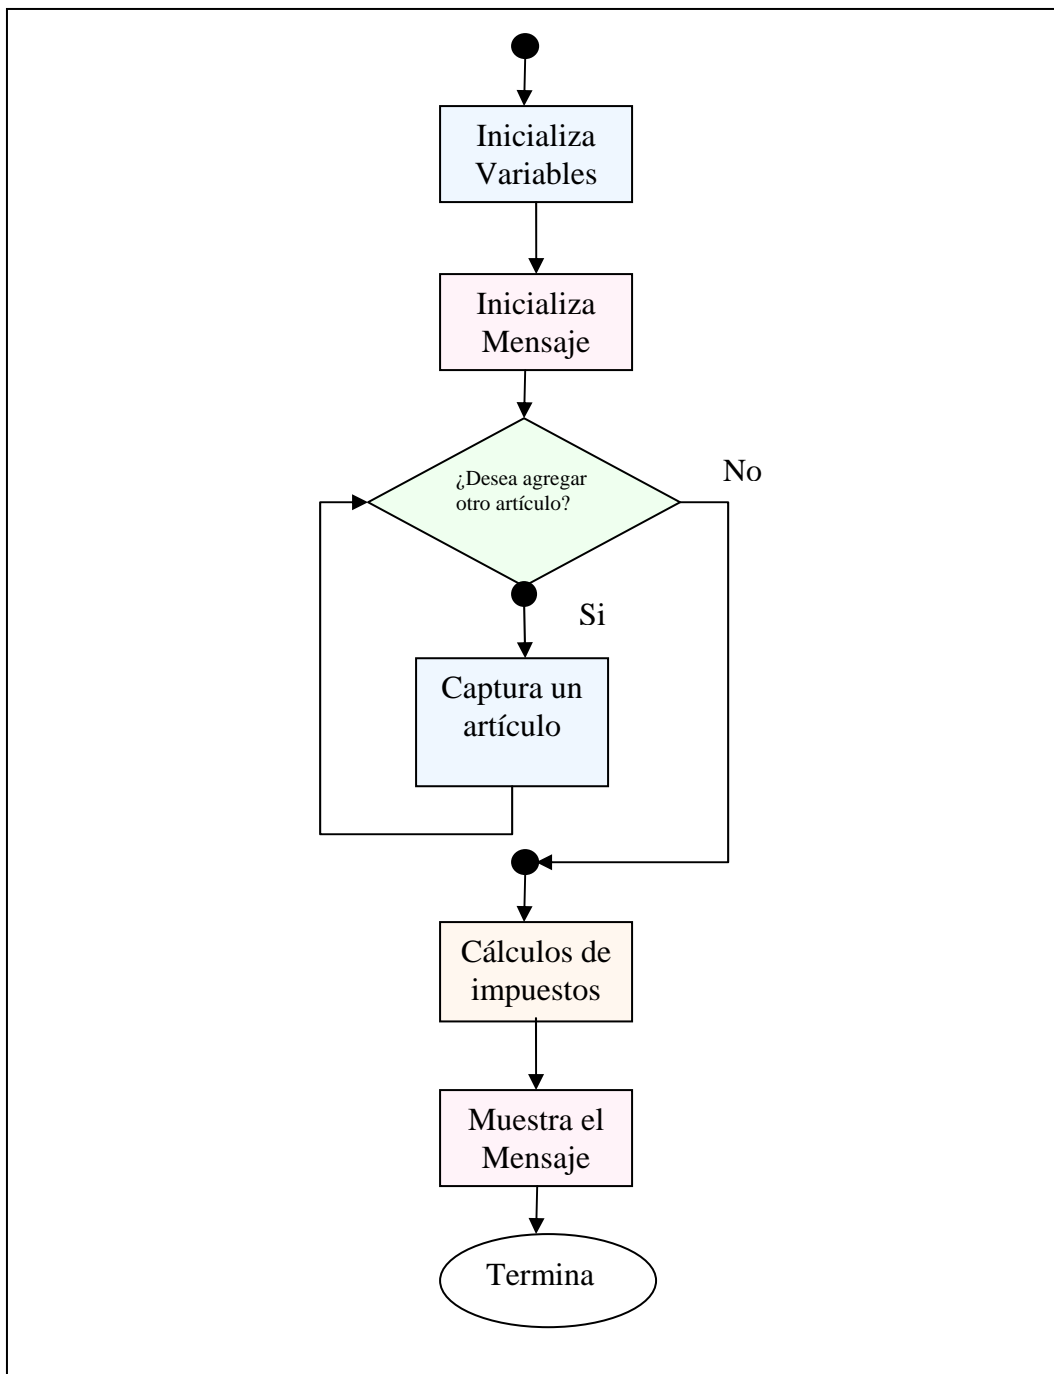 Inicializa
Variables
Inicializa
Mensaje
¿Desea agregar
otro artículo?
No
Si
Captura un
artículo
Cálculos de
impuestos
Muestra el
Mensaje
Termina